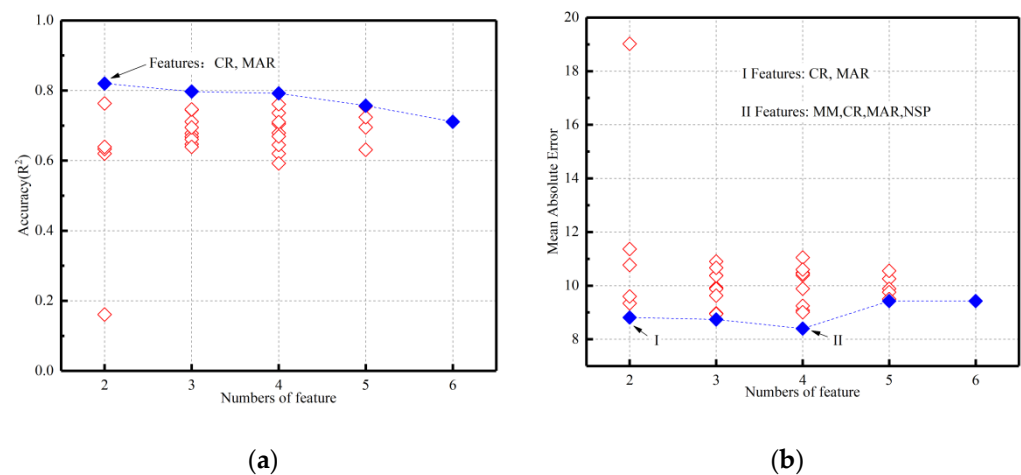 1.0
0.8
0.6
0.4
0.2
0.0
Accuracy(R²)
Features: CR, MAR
2 3 4 5 6
Numbers of feature
(a)
20
18
16
14
12
10
8
Mean Absolute Error
I Features: CR, MAR
II Features: MM,CR,MAR,NSP
I
II
2 3 4 5 6
Numbers of feature
(b)